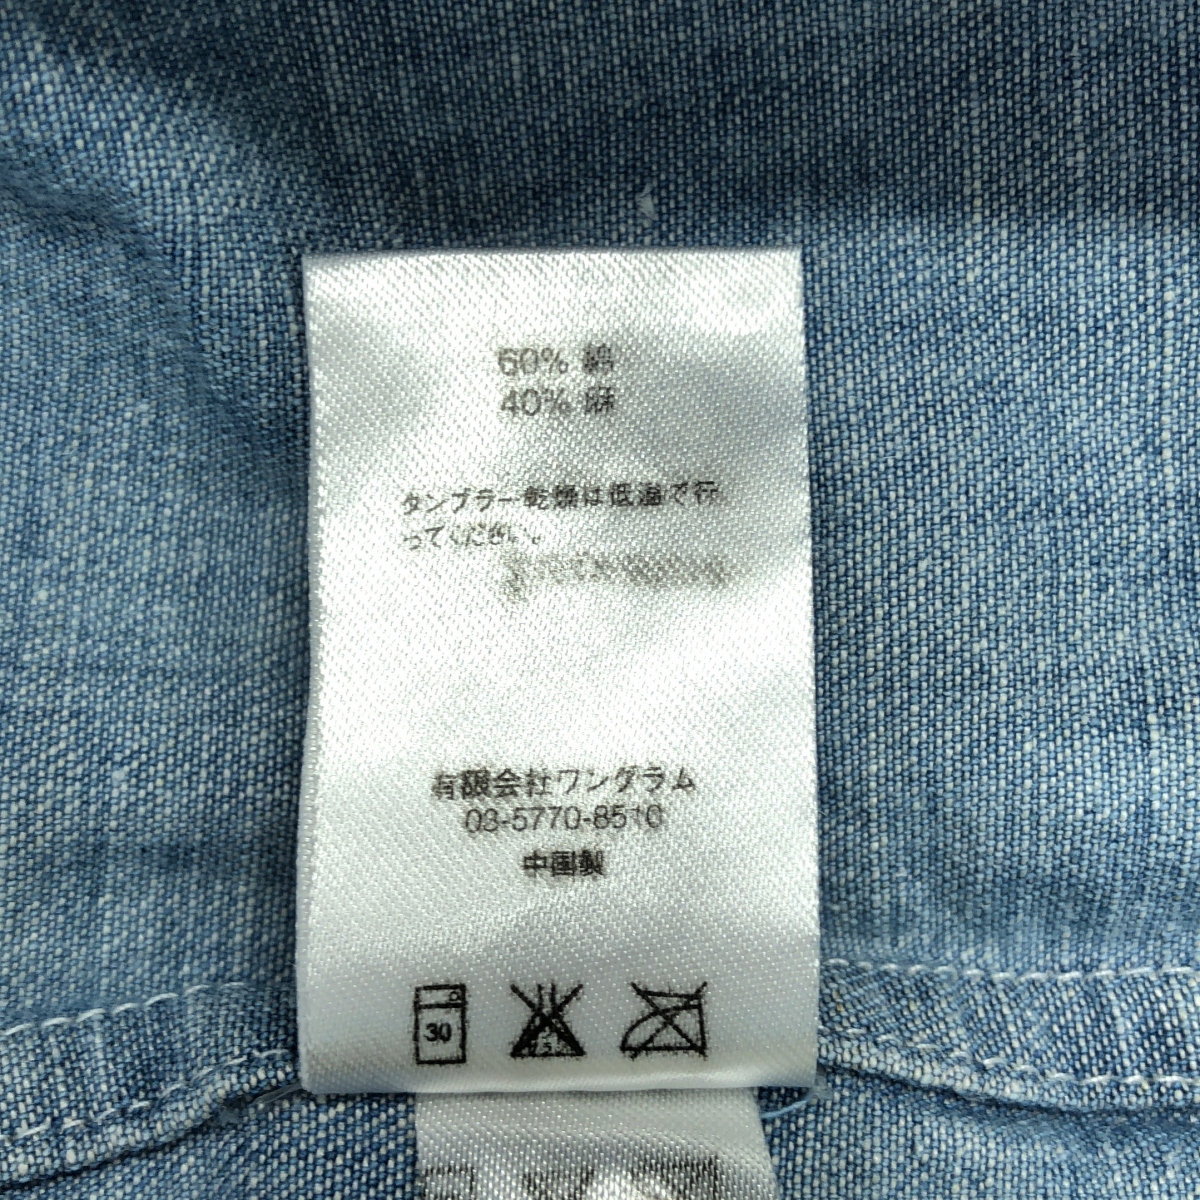 60% 綿
40% 麻
タンブラー乾燥は低温で行
ってください。
有限会社ワングラム
03-5770-8510
中国製
30